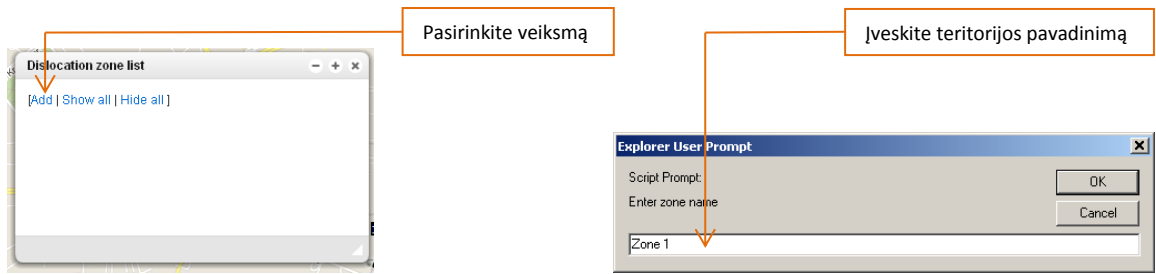 Pasirinkite veiksmą
Įveskite teritorijos pavadinimą
Dislocation zone list
[Add | Show all | Hide all ]
Explorer User Prompt
Script Prompt:
OK
Enter zone name
Cancel
Zone 1